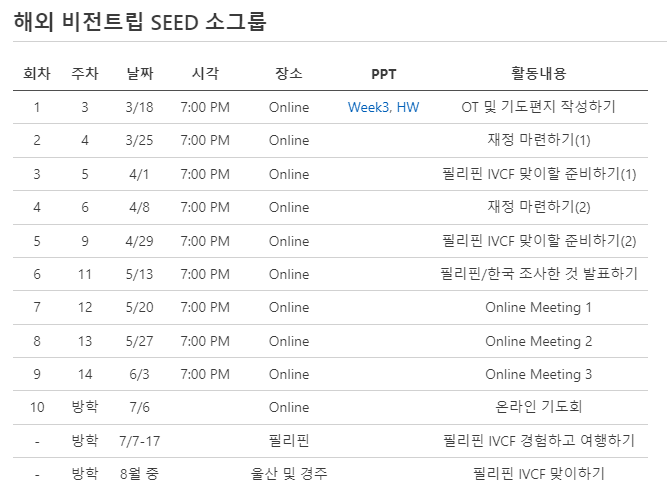 해외 비전트립 SEED 소그룹
회차 주차 날짜 시각 장소 PPT 활동내용
1 3 3/18 7:00 PM Online Week3, HW OT 및 기도편지 작성하기
2 4 3/25 7:00 PM Online 재정 마련하기(1)
3 5 4/1 7:00 PM Online 필리핀 IVCF 맞이할 준비하기(1)
4 6 4/8 7:00 PM Online 재정 마련하기(2)
5 9 4/29 7:00 PM Online 필리핀 IVCF 맞이할 준비하기(2)
6 11 5/13 7:00 PM Online 필리핀/한국 조사한 것 발표하기
7 12 5/20 7:00 PM Online Online Meeting 1
8 13 5/27 7:00 PM Online Online Meeting 2
9 14 6/3 7:00 PM Online Online Meeting 3
10 방학 7/6 Online 온라인 기도회
- 방학 7/7-17 필리핀 필리핀 IVCF 경험하고 여행하기
- 방학 8월 중 울산 및 경주 필리핀 IVCF 맞이하기